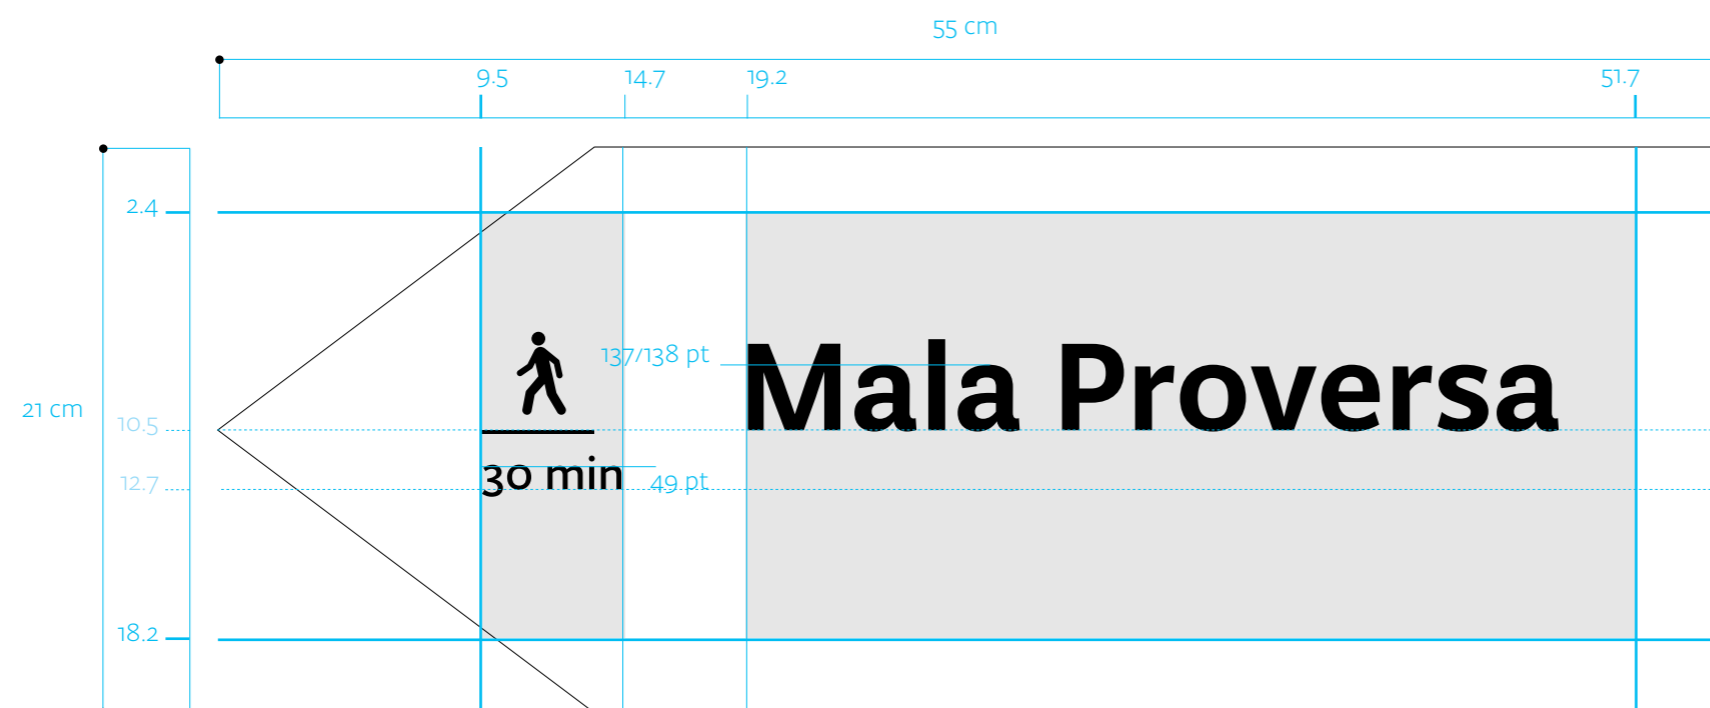 55 cm
9.5 14.7 19.2 51.7
2.4
137/138 pt
Mala Proversa
21 cm
10.5
30 min
49 pt
12.7
18.2